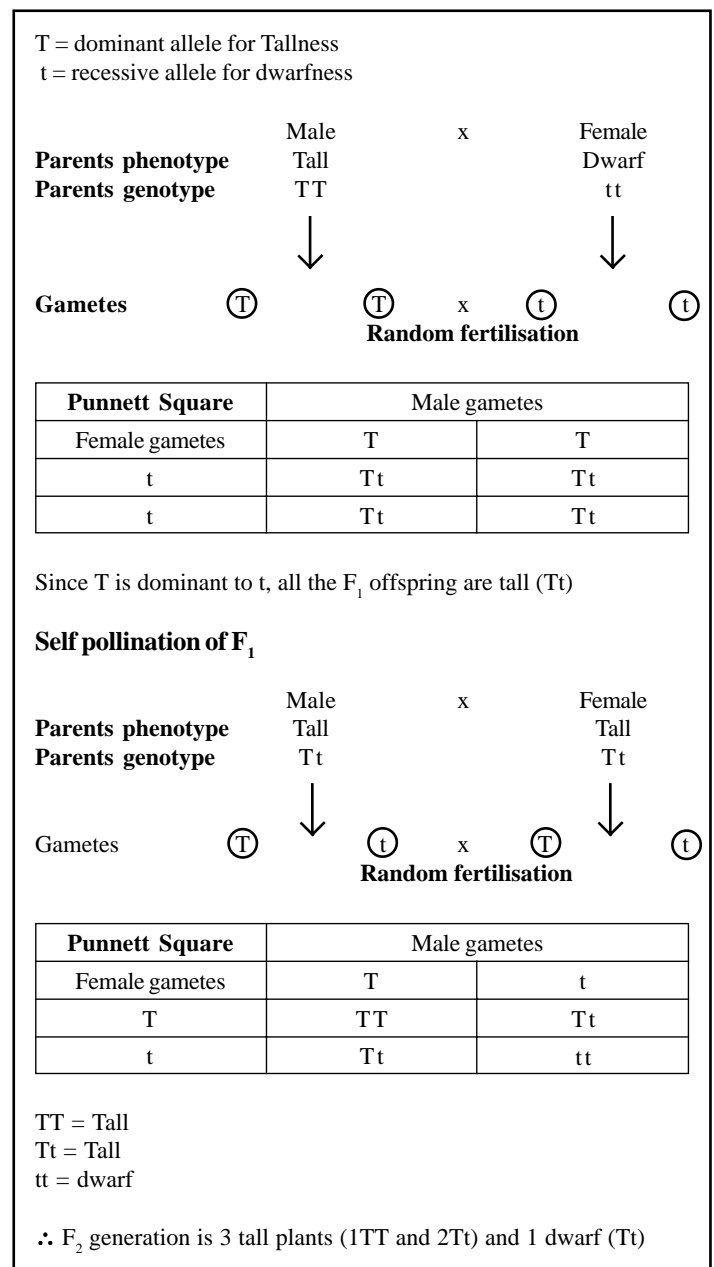 T = dominant allele for Tallness
t = recessive allele for dwarfness
Male x Female
Parents phenotype Tall Dwarf
Parents genotype TT tt
Gametes T T x t t
Random fertilisation
Punnett Square Male gametes
Female gametes T T
t Tt Tt
t Tt Tt
Since T is dominant to t, all the F₁ offspring are tall (Tt)
Self pollination of F₁
Male x Female
Parents phenotype Tall Tall
Parents genotype Tt Tt
Gametes T t x T t
Random fertilisation
Punnett Square Male gametes
Female gametes T t
T TT Tt
t Tt tt
TT = Tall
Tt = Tall
tt = dwarf
∴ F₂ generation is 3 tall plants (1TT and 2Tt) and 1 dwarf (Tt)